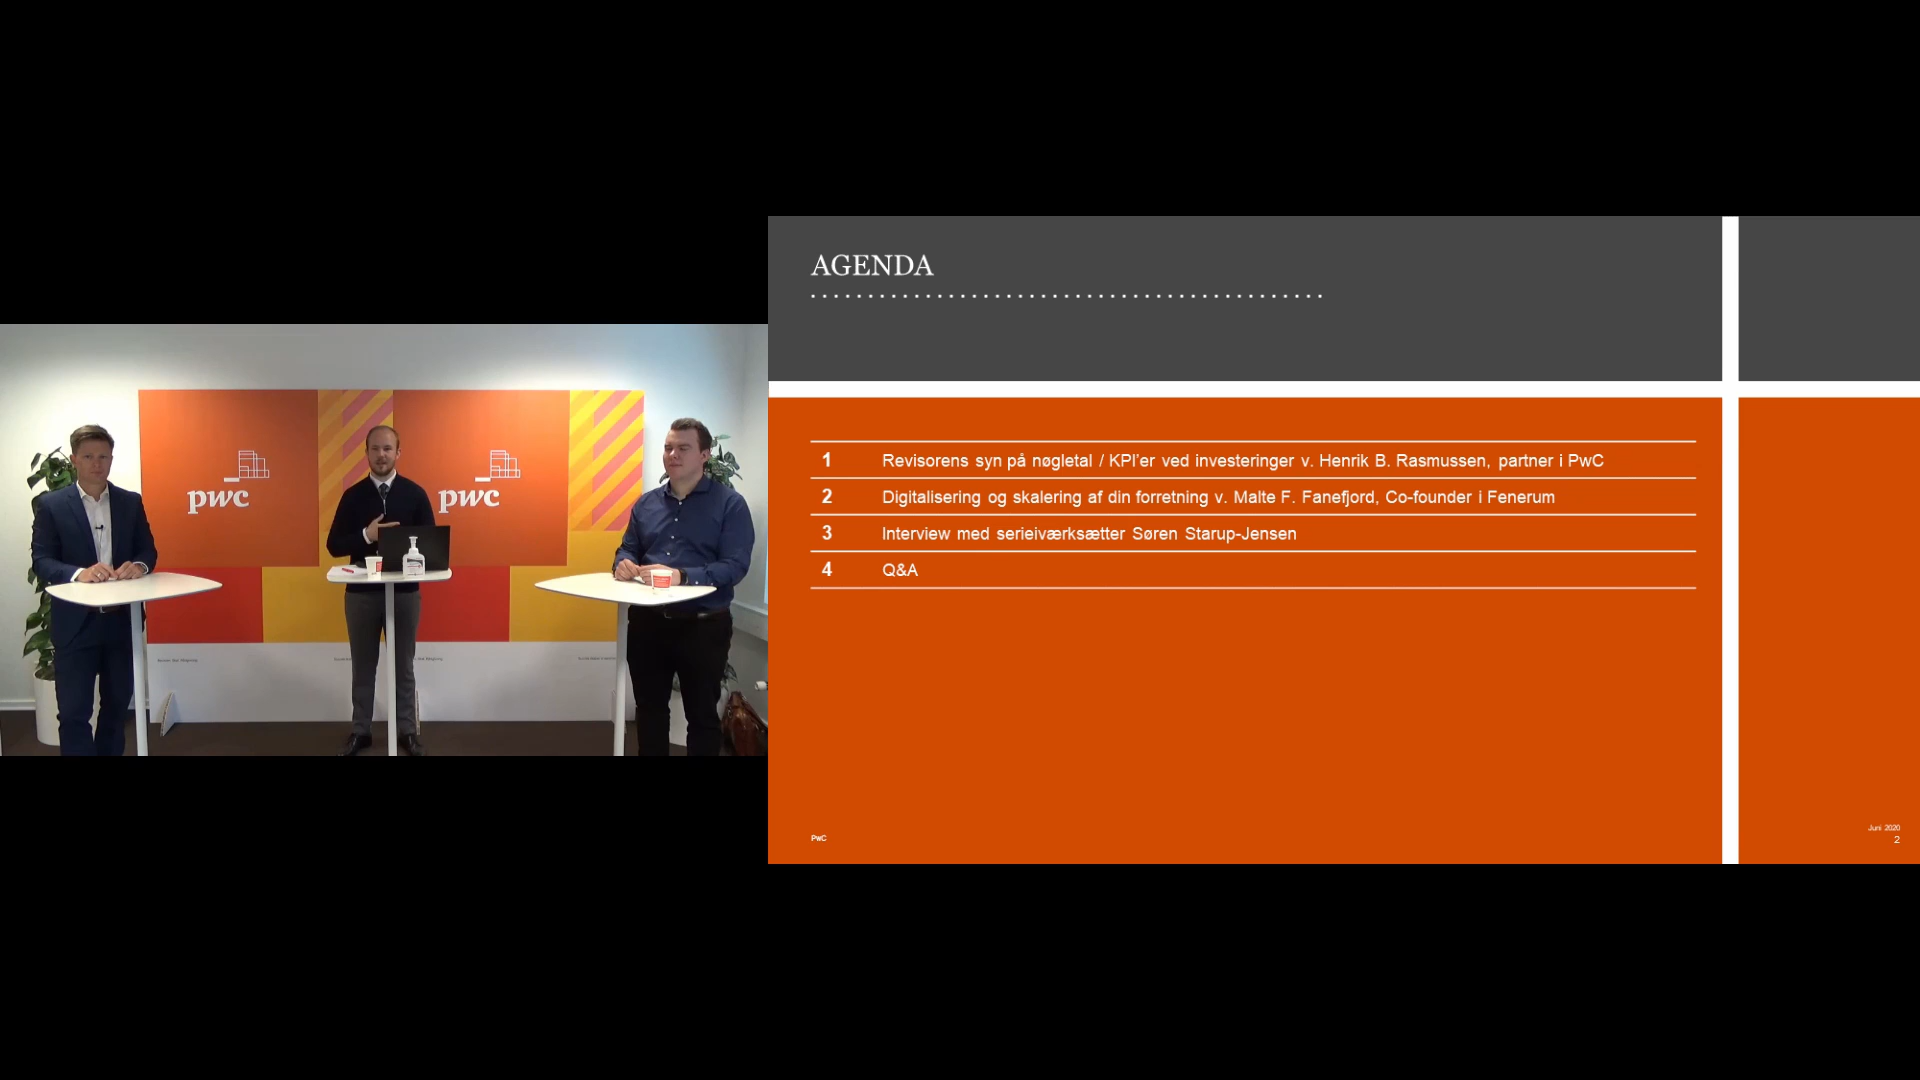 pwc
pwc
AGENDA
1 Revisorens syn på nøgletal / KPI'er ved investeringer v. Henrik B. Rasmussen, partner i PwC
2 Digitalisering og skalering af din forretning v. Malte F. Fanefjord, Co-founder i Fenerum
3 Interview med serieiværksætter Søren Starup-Jensen
4 Q&A
PwC
Juni 2020
2